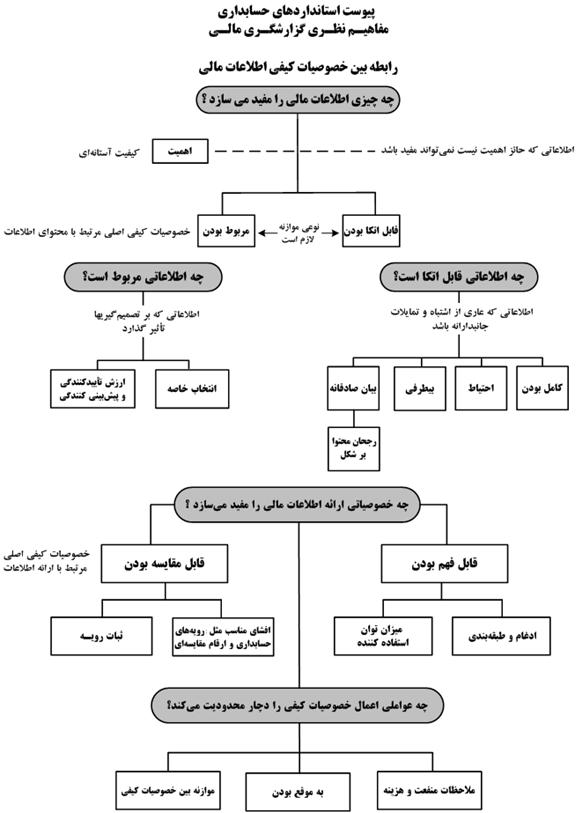 پیوست استانداردهای حسابداری
مفاهیــم نظــری گزارشگــری مالــی
رابطه بین خصوصیات کیفی اطلاعات مالی
چه چیزی اطلاعات مالی را مفید می سازد ؟
اطلاعاتی که حائز اهمیت نیست نمی‌تواند مفید باشد
اهمیت
کیفیت آستانه‌ای
قابل اتکا بودن
نوعی موازنه
لازم است
مربوط بودن
خصوصیات کیفی اصلی مرتبط با محتوای اطلاعات
چه اطلاعاتی قابل اتکا است؟
چه اطلاعاتی مربوط است؟
اطلاعاتی که عاری از اشتباه و تمایلات
جانبدارانه باشد
اطلاعاتی که بر تصمیم‌گیریها
تأثیر گذارد
کامل بودن
احتیاط
بیطرفی
بیان صادقانه
رجحان محتوا
بر شکل
انتخاب خاصه
ارزش تأییدکنندگی
و پیش‌بینی کنندگی
چه خصوصیاتی ارائه اطلاعات مالی را مفید می‌سازد ؟
قابل فهم بودن
قابل مقایسه بودن
خصوصیات کیفی اصلی
مرتبط با ارائه اطلاعات
ادغام و طبقه‌بندی
میزان توان
استفاده کننده
افشای مناسب مثل رویه‌های
حسابداری و ارقام مقایسه‌ای
ثبات رویــه
چه عواملی اعمال خصوصیات کیفی را دچار محدودیت می‌کند؟
ملاحظات منفعت و هزینه
به موقع بودن
موازنه بین خصوصیات کیفی